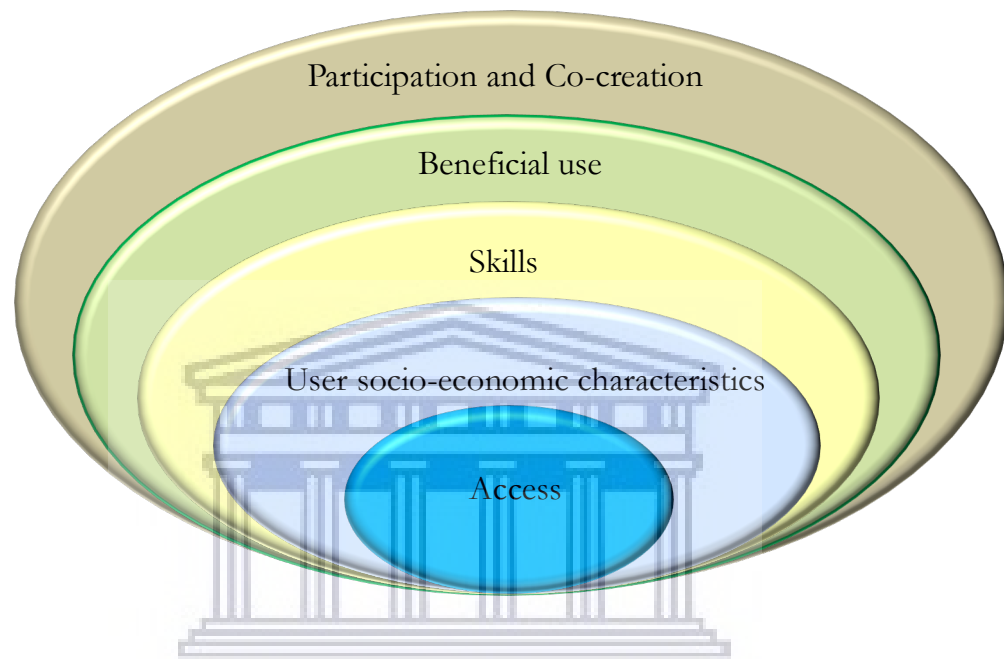 Participation and Co-creation
Beneficial use
Skills
User socio-economic characteristics
Access